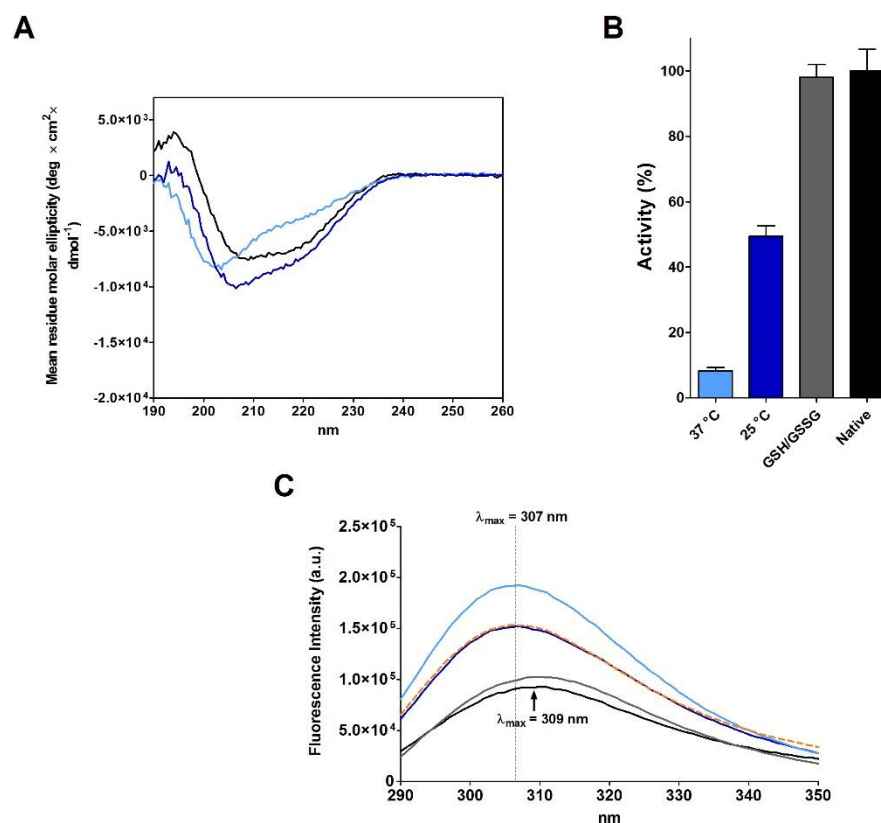 A
Mean residue molar ellipticity (deg × cm²×
dmol⁻¹)
5.0×10³
0
-5.0×10³
-1.0×10⁴
-1.5×10⁴
-2.0×10⁴
190 200 210 220 230 240 250 260
nm
B
Activity (%)
100
80
60
40
20
0
37 °C
25 °C
GSH/GSSG
Native
C
Fluorescence Intensity (a.u.)
λmax = 307 nm
2.5×10⁵
2.0×10⁵
1.5×10⁵
1.0×10⁵
5.0×10⁴
0
λmax = 309 nm
290 300 310 320 330 340 350
nm